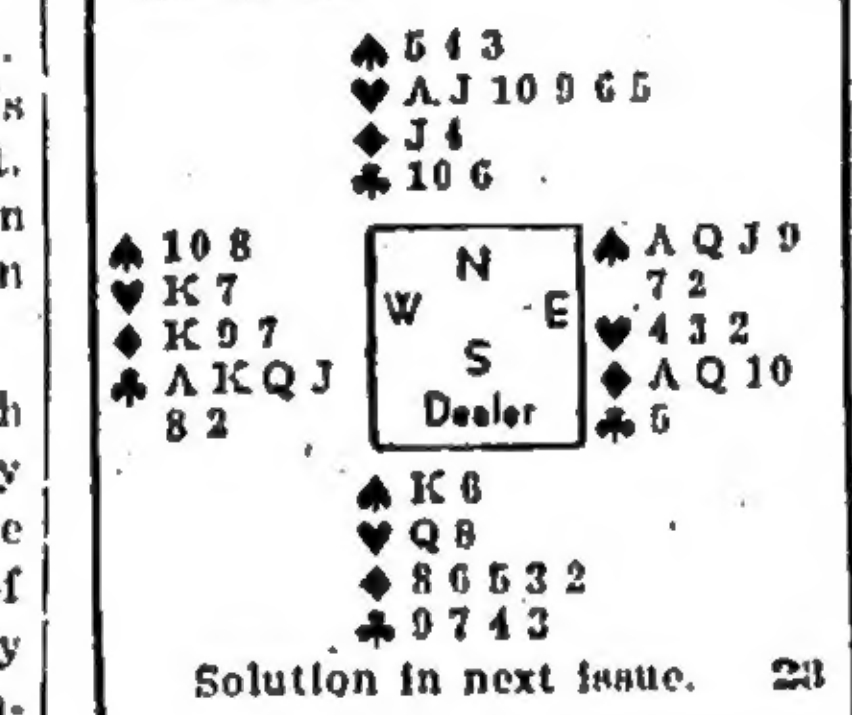 ♠ 5 4 3
♥ A J 10 9 6 5
♦ J 4
♣ 10 6
♠ 10 8
♥ K 7
♦ K 9 7
♣ A K Q J
8 2
N
W E
S
Dealer
♠ A Q J 9
7 2
♥ 4 3 2
♦ A Q 10
♣ 5
♠ K 6
♥ Q 8
♦ 8 6 5 3 2
♣ 9 7 4 3
Solution in next issue. 23